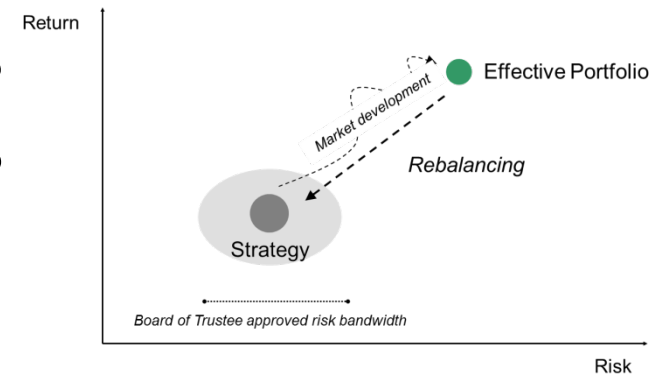 Return
Effective Portfolio
Market development
Rebalancing
Strategy
Board of Trustee approved risk bandwidth
Risk